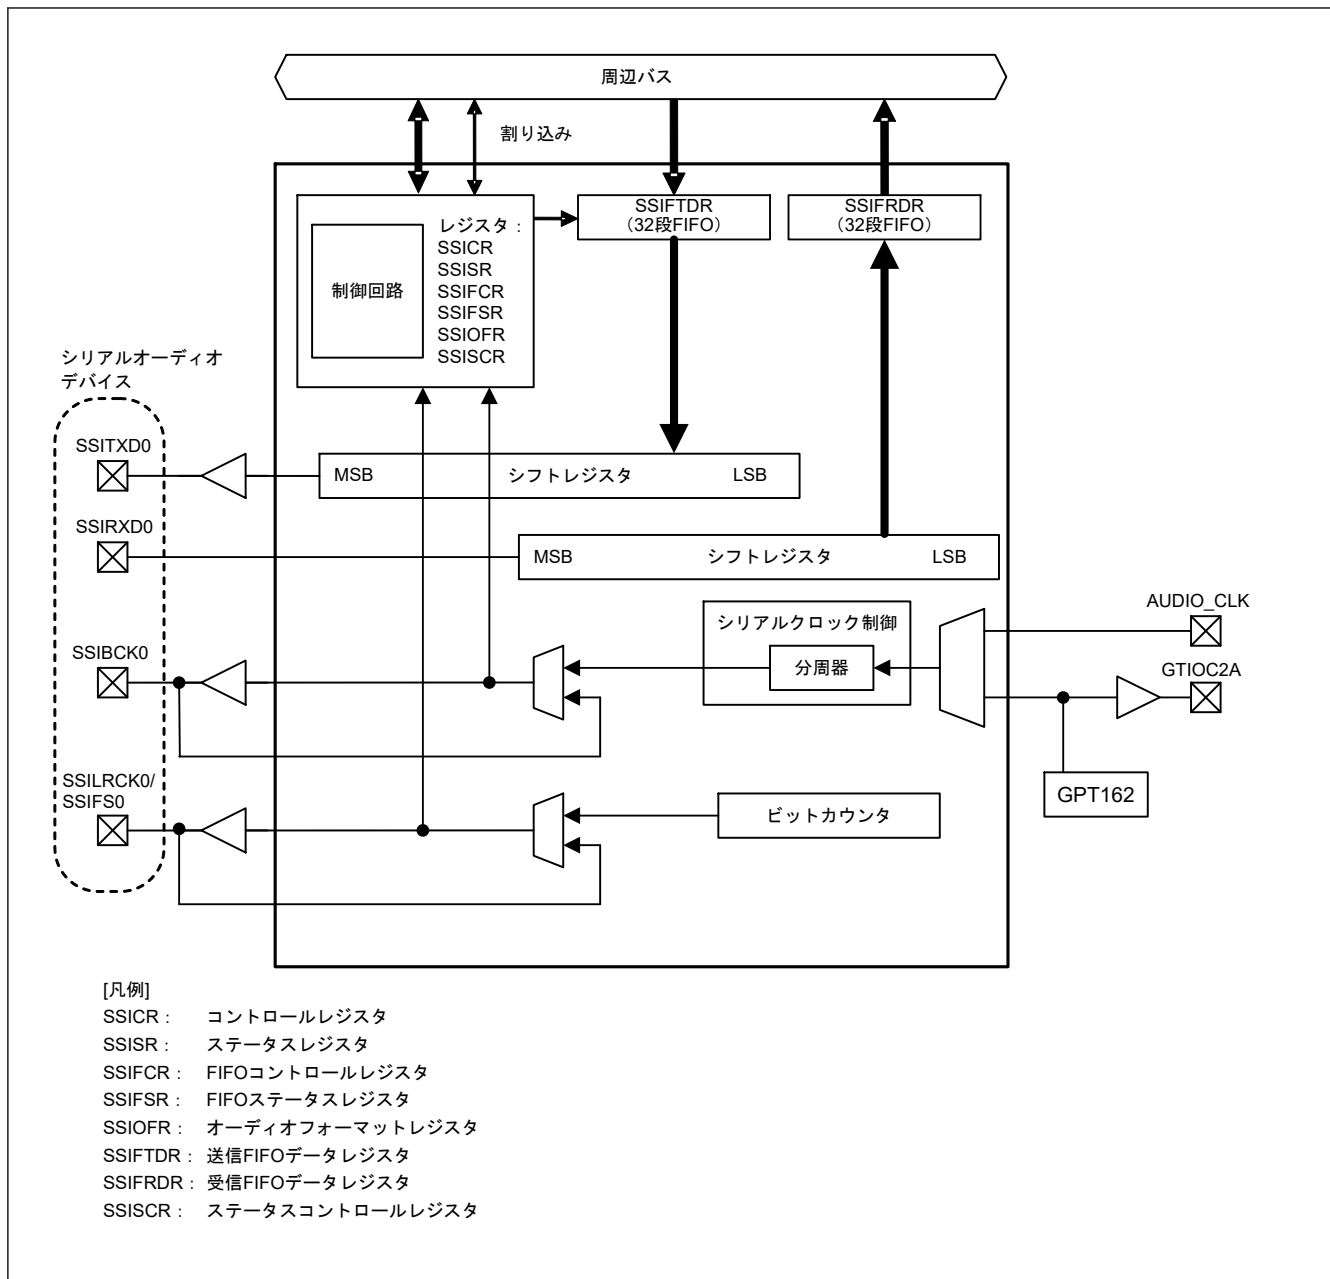 周辺バス
割り込み
SSIFTDR
（32段FIFO）
SSIFRDR
（32段FIFO）
レジスタ：
SSICR
SSISR
SSIFCR
SSIFSR
SSIOFR
SSISCR
制御回路
シリアルオーディオ
デバイス
SSITXD0
MSB シフトレジスタ LSB
SSIRXD0
MSB シフトレジスタ LSB
AUDIO_CLK
シリアルクロック制御
分周器
SSIBCK0
GTIOC2A
SSILRCK0/
SSIFS0
GPT162
ビットカウンタ
[凡例]
SSICR： コントロールレジスタ
SSISR： ステータスレジスタ
SSIFCR： FIFOコントロールレジスタ
SSIFSR： FIFOステータスレジスタ
SSIOFR： オーディオフォーマットレジスタ
SSIFTDR： 送信FIFOデータレジスタ
SSIFRDR： 受信FIFOデータレジスタ
SSISCR： ステータスコントロールレジスタ